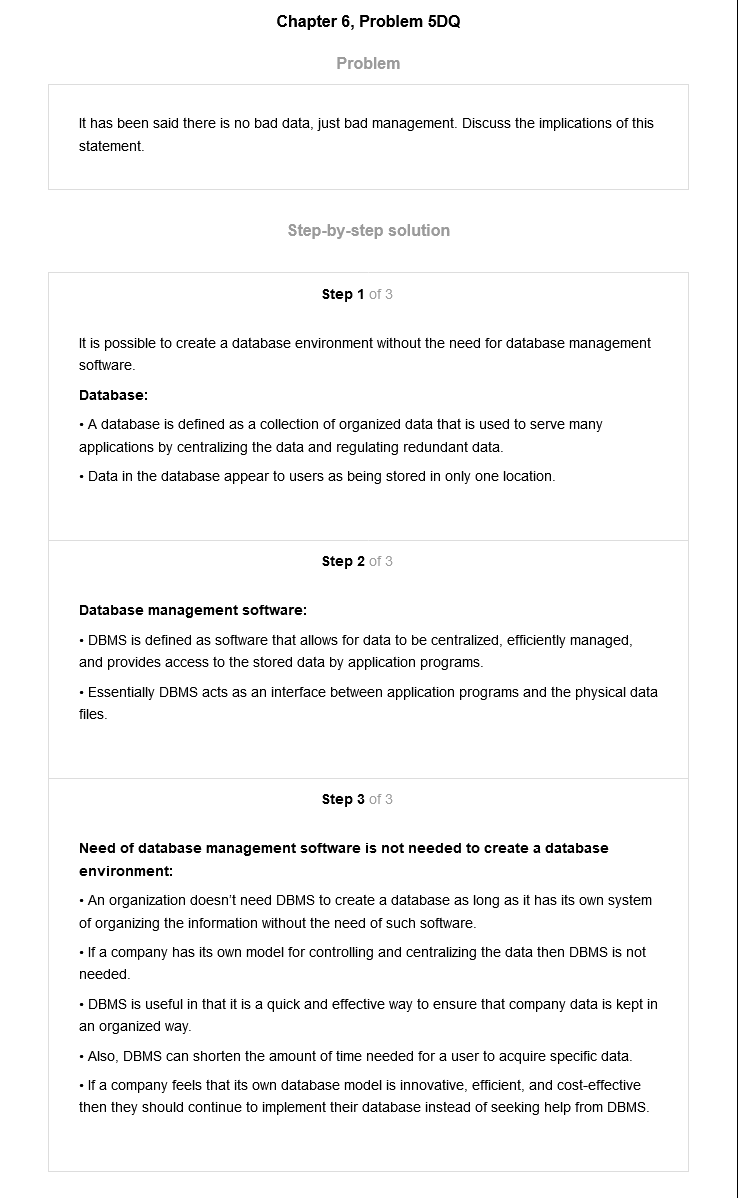 Chapter 6, Problem 5DQ
Problem
It has been said there is no bad data, just bad management. Discuss the implications of this
statement.
Step-by-step solution
Step 1 of 3
It is possible to create a database environment without the need for database management
software.
Database:
• A database is defined as a collection of organized data that is used to serve many
applications by centralizing the data and regulating redundant data.
• Data in the database appear to users as being stored in only one location.
Step 2 of 3
Database management software:
• DBMS is defined as software that allows for data to be centralized, efficiently managed,
and provides access to the stored data by application programs.
• Essentially DBMS acts as an interface between application programs and the physical data
files.
Step 3 of 3
Need of database management software is not needed to create a database
environment:
• An organization doesn’t need DBMS to create a database as long as it has its own system
of organizing the information without the need of such software.
• If a company has its own model for controlling and centralizing the data then DBMS is not
needed.
• DBMS is useful in that it is a quick and effective way to ensure that company data is kept in
an organized way.
• Also, DBMS can shorten the amount of time needed for a user to acquire specific data.
• If a company feels that its own database model is innovative, efficient, and cost-effective
then they should continue to implement their database instead of seeking help from DBMS.